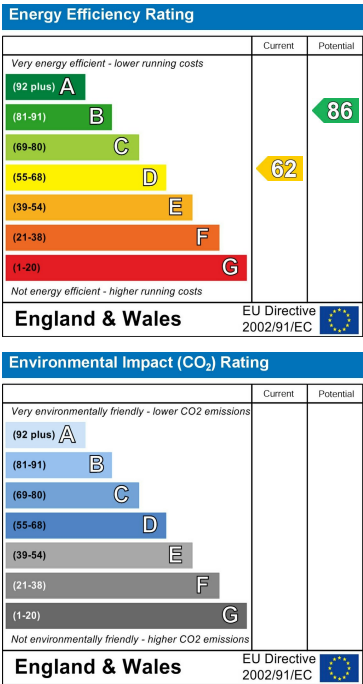 Energy Efficiency Rating
Current Potential
Very energy efficient - lower running costs
(92 plus) A
(81-91) B
86
(69-80) C
(55-68) D
62
(39-54) E
(21-38) F
(1-20) G
Not energy efficient - higher running costs
England & Wales
EU Directive
2002/91/EC
Environmental Impact (CO₂) Rating
Current Potential
Very environmentally friendly - lower CO2 emissions
(92 plus) A
(81-91) B
(69-80) C
(55-68) D
(39-54) E
(21-38) F
(1-20) G
Not environmentally friendly - higher CO2 emissions
England & Wales
EU Directive
2002/91/EC